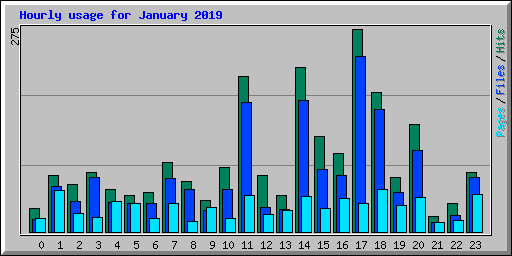 Hourly usage for January 2019
275
Pages / Files / Hits
0 1 2 3 4 5 6 7 8 9 10 11 12 13 14 15 16 17 18 19 20 21 22 23